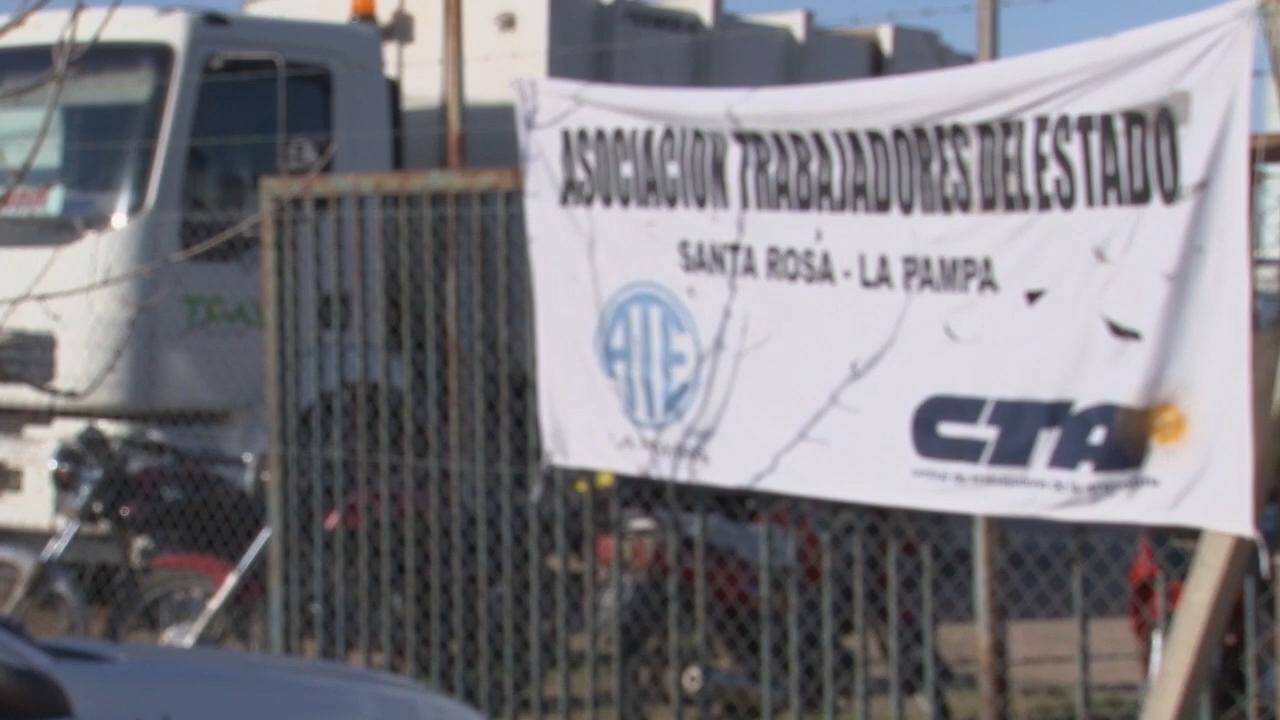 ASOCIACION TRABAJADORES DEL ESTADO
SANTA ROSA - LA PAMPA
ATE
CTA